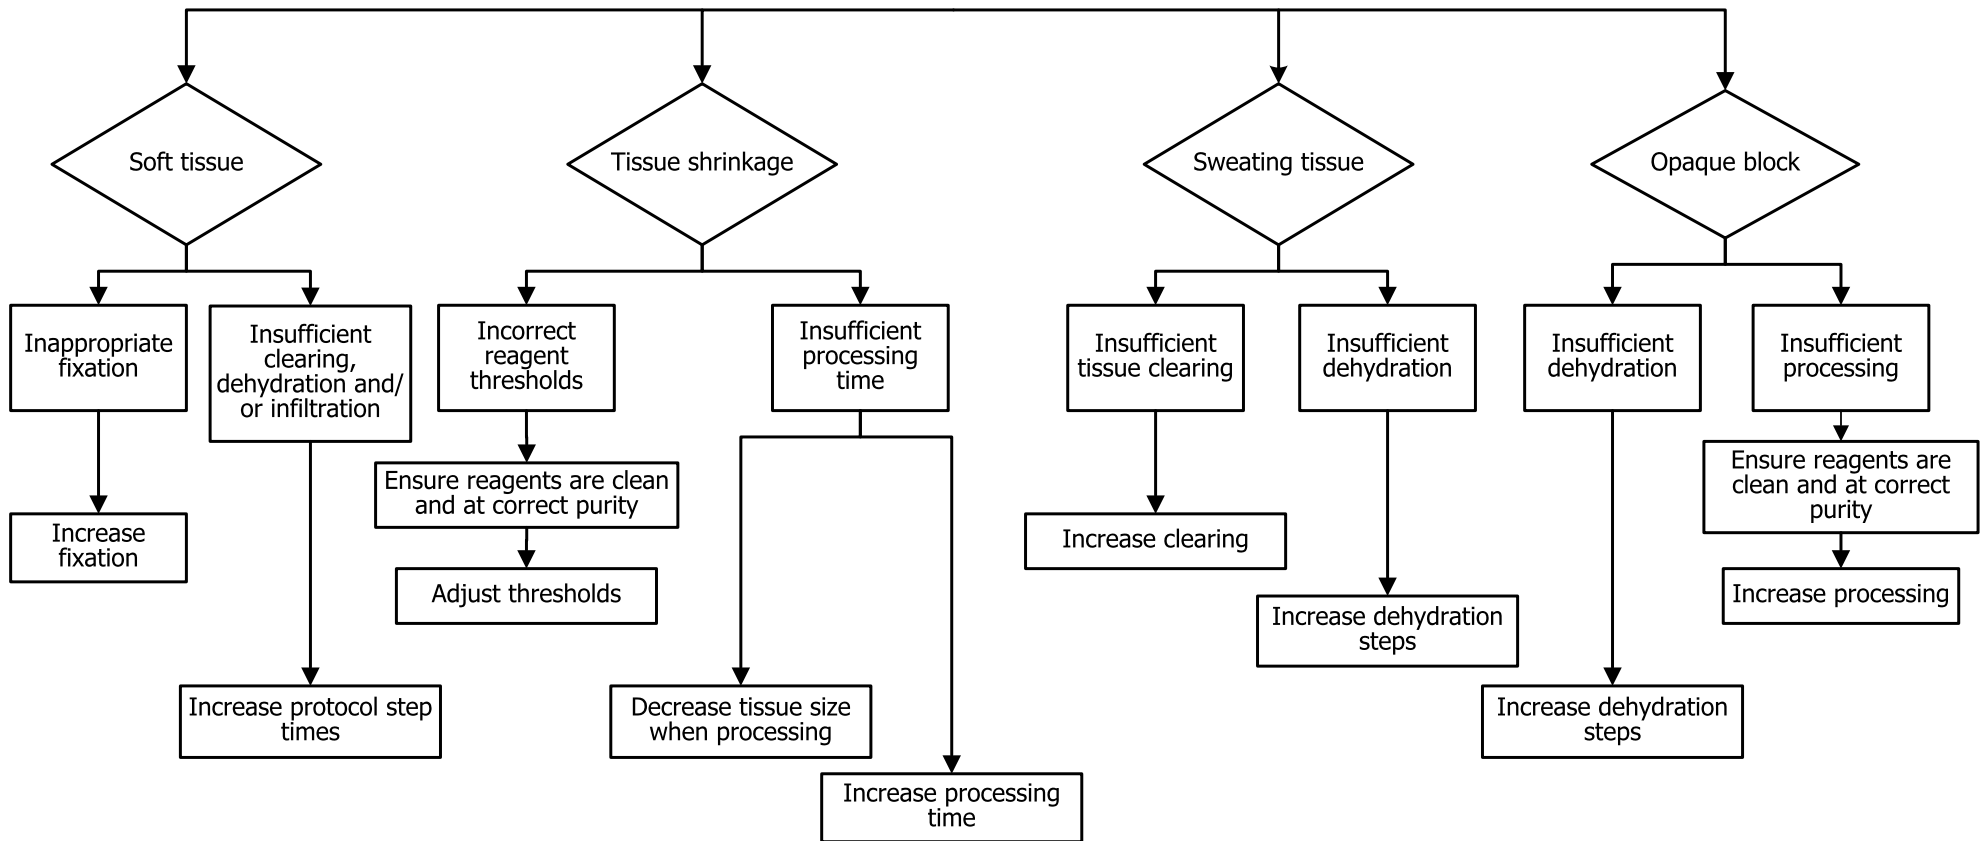 Soft tissue
Tissue shrinkage
Sweating tissue
Opaque block
Inappropriate
fixation
Insufficient
clearing,
dehydration and/
or infiltration
Incorrect
reagent
thresholds
Insufficient
processing
time
Insufficient
tissue clearing
Insufficient
dehydration
Insufficient
dehydration
Insufficient
processing
Ensure reagents are clean
and at correct purity
Ensure reagents are
clean and at correct
purity
Increase
fixation
Increase clearing
Adjust thresholds
Increase dehydration
steps
Increase processing
Increase protocol step
times
Decrease tissue size
when processing
Increase dehydration
steps
Increase processing
time